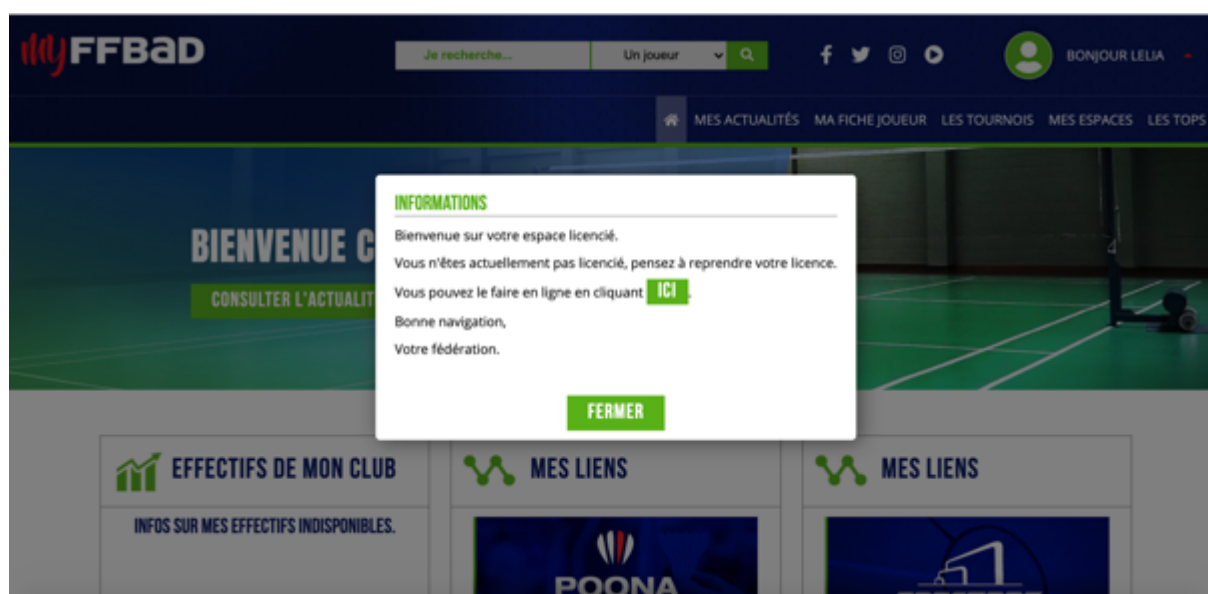 MyFFBaD
Je recherche...
Un joueur
BONJOUR LELIA
MES ACTUALITÉS
MA FICHE JOUEUR
LES TOURNOIS
MES ESPACES
LES TOPS
BIENVENUE C
CONSULTER L'ACTUALIT
INFORMATIONS
Bienvenue sur votre espace licencié.
Vous n'êtes actuellement pas licencié, pensez à reprendre votre licence.
Vous pouvez le faire en ligne en cliquant ICI.
Bonne navigation,
Votre fédération.
FERMER
EFFECTIFS DE MON CLUB
INFOS SUR MES EFFECTIFS INDISPONIBLES.
MES LIENS
POONA
MES LIENS